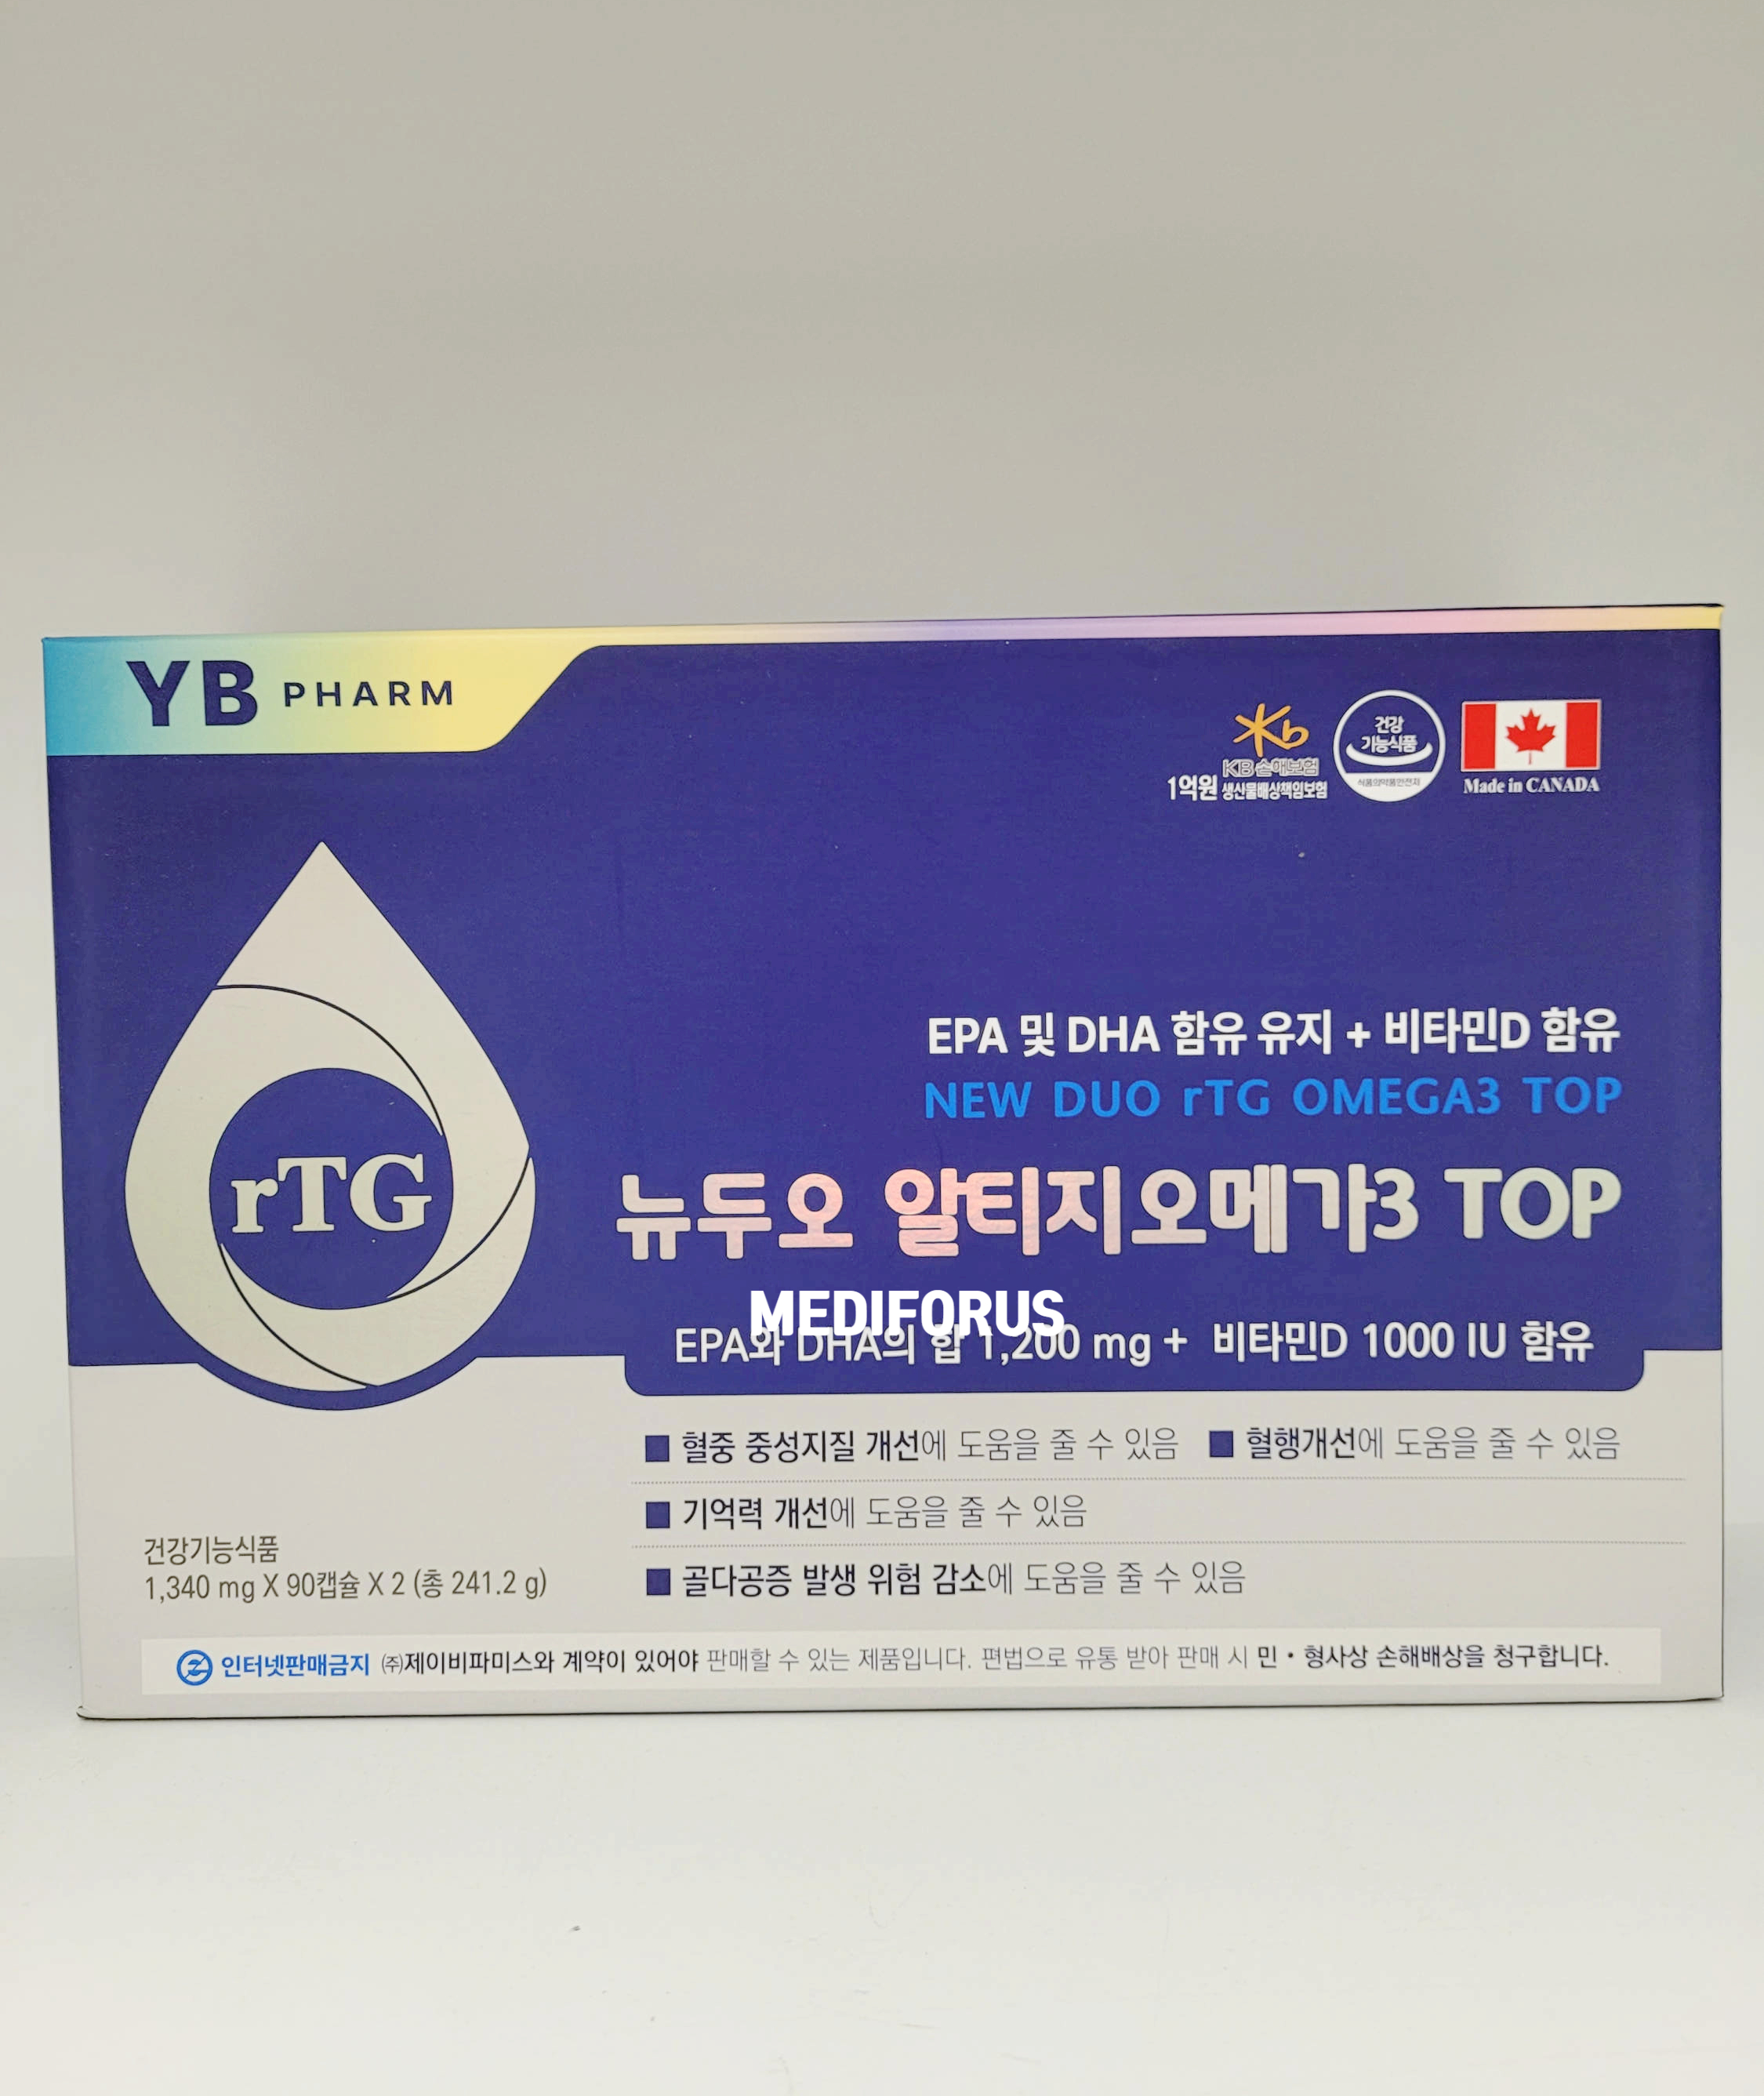 YB PHARM
KB 손해보험
1억원 생산물배상책임보험
건강
기능식품
식품의약품안전처
Made in CANADA
rTG
EPA 및 DHA 함유 유지 + 비타민D 함유
NEW DUO rTG OMEGA3 TOP
뉴두오 알티지오메가3 TOP
MEDIFORUS
EPA와 DHA의 합 1,200 mg + 비타민D 1000 IU 함유
■ 혈중 중성지질 개선에 도움을 줄 수 있음 ■ 혈행개선에 도움을 줄 수 있음
■ 기억력 개선에 도움을 줄 수 있음
■ 골다공증 발생 위험 감소에 도움을 줄 수 있음
건강기능식품
1,340 mg X 90캡슐 X 2 (총 241.2 g)
인터넷판매금지 ㈜제이비파미스와 계약이 있어야 판매할 수 있는 제품입니다. 편법으로 유통 받아 판매 시 민·형사상 손해배상을 청구합니다.